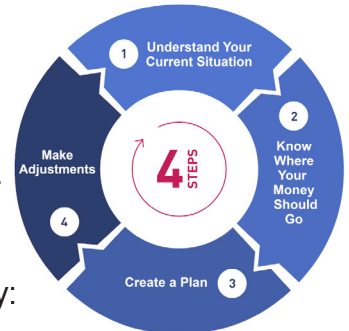 1
Understand Your
Current Situation
2
Know
Where
Your
Money
Should
Go
Create a Plan
3
Make
Adjustments
4
4
STEPS
y: